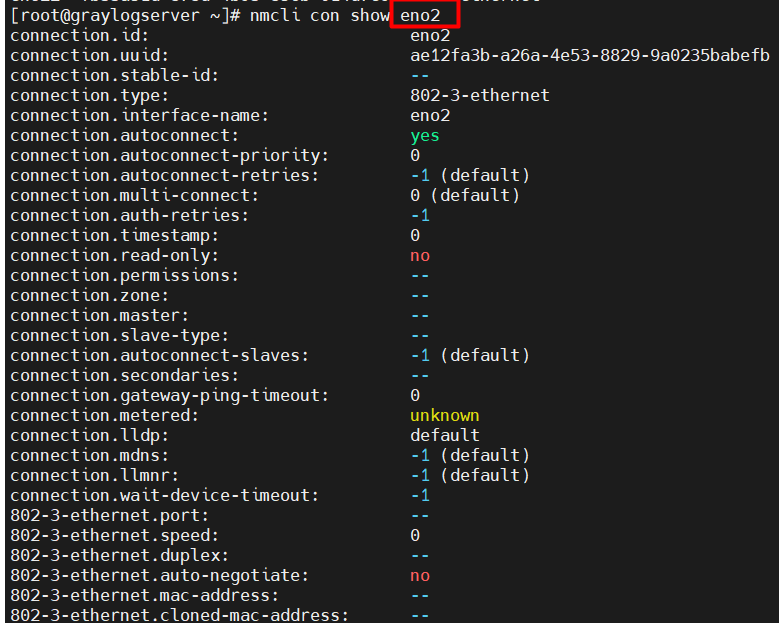 [root@graylogserver ~]# nmcli con show eno2
connection.id: eno2
connection.uuid: ae12fa3b-a26a-4e53-8829-9a0235babefb
connection.stable-id: --
connection.type: 802-3-ethernet
connection.interface-name: eno2
connection.autoconnect: yes
connection.autoconnect-priority: 0
connection.autoconnect-retries: -1 (default)
connection.multi-connect: 0 (default)
connection.auth-retries: -1
connection.timestamp: 0
connection.read-only: no
connection.permissions: --
connection.zone: --
connection.master: --
connection.slave-type: --
connection.autoconnect-slaves: -1 (default)
connection.secondaries: --
connection.gateway-ping-timeout: 0
connection.metered: unknown
connection.lldp: default
connection.mdns: -1 (default)
connection.llmnr: -1 (default)
connection.wait-device-timeout: -1
802-3-ethernet.port: --
802-3-ethernet.speed: 0
802-3-ethernet.duplex: --
802-3-ethernet.auto-negotiate: no
802-3-ethernet.mac-address: --
802-3-ethernet.cloned-mac-address: --